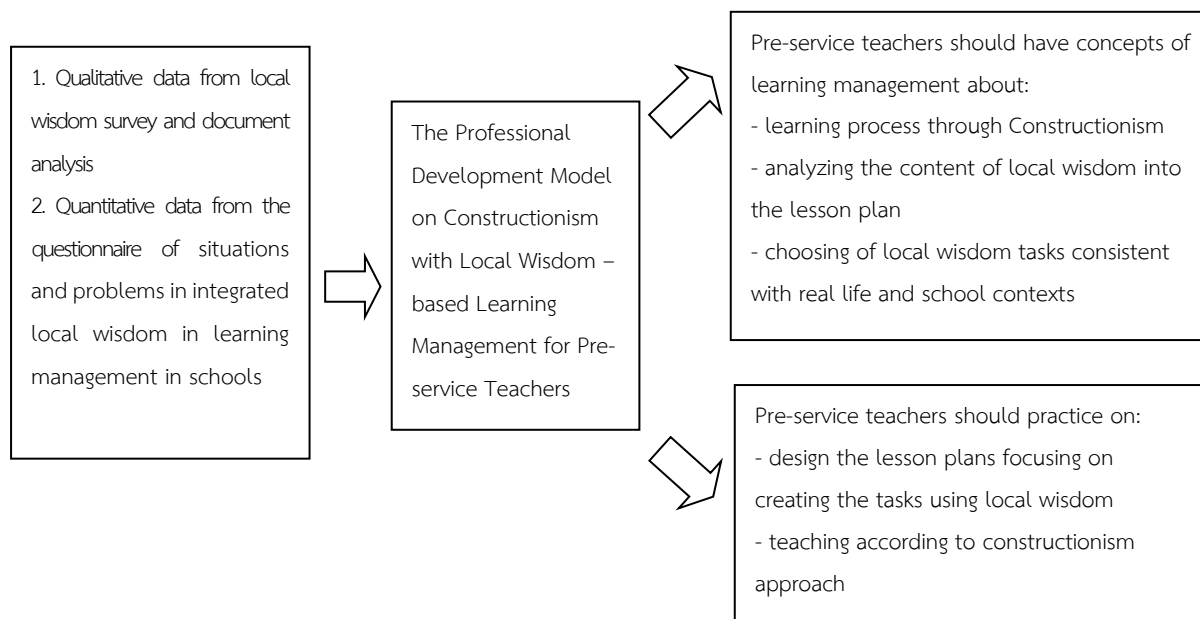 1. Qualitative data from local
wisdom survey and document
analysis
2. Quantitative data from the
questionnaire of situations
and problems in integrated
local wisdom in learning
management in schools
The Professional
Development Model
on Constructionism
with Local Wisdom –
based Learning
Management for Pre-
service Teachers
Pre-service teachers should have concepts of
learning management about:
- learning process through Constructionism
- analyzing the content of local wisdom into
the lesson plan
- choosing of local wisdom tasks consistent
with real life and school contexts
Pre-service teachers should practice on:
- design the lesson plans focusing on
creating the tasks using local wisdom
- teaching according to constructionism
approach